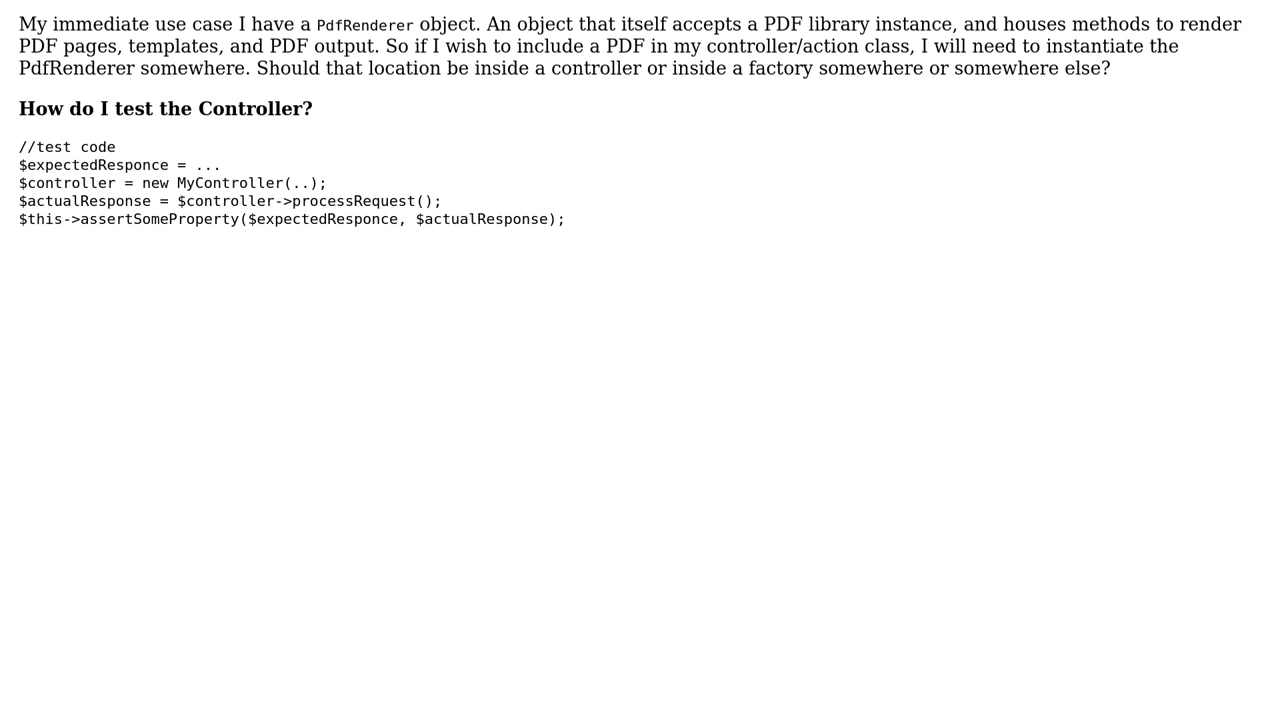 My immediate use case I have a PdfRenderer object. An object that itself accepts a PDF library instance, and houses methods to render
PDF pages, templates, and PDF output. So if I wish to include a PDF in my controller/action class, I will need to instantiate the
PdfRenderer somewhere. Should that location be inside a controller or inside a factory somewhere or somewhere else?
How do I test the Controller?
//test code
$expectedResponce = ...
$controller = new MyController(..);
$actualResponse = $controller->processRequest();
$this->assertSomeProperty($expectedResponce, $actualResponse);